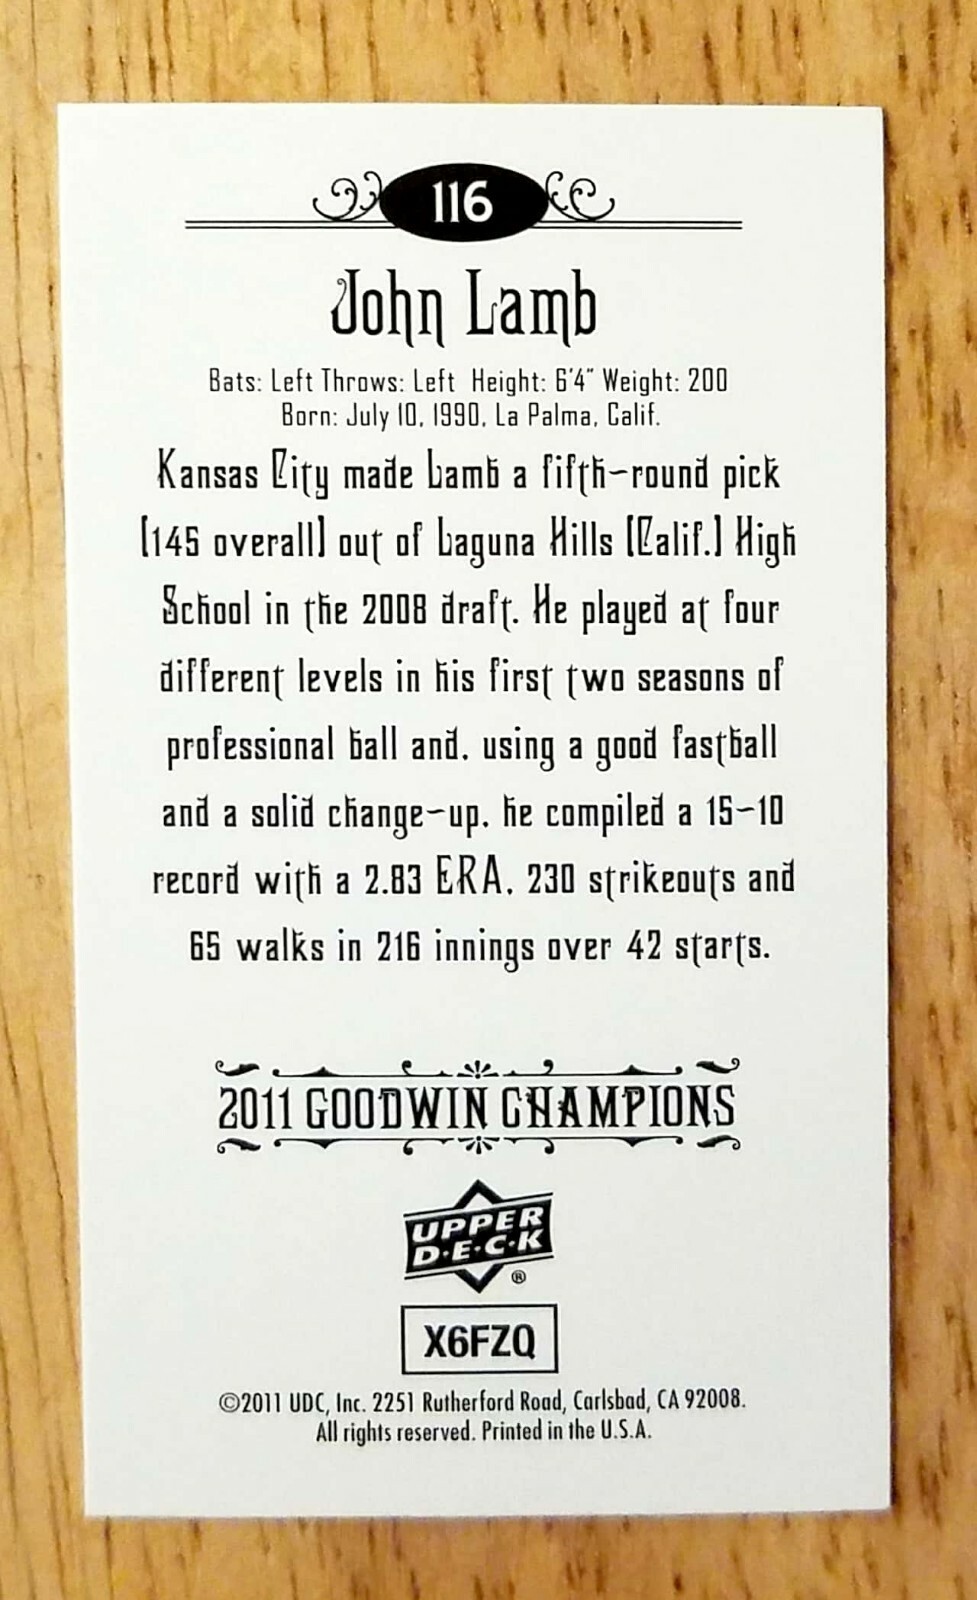 116
John Lamb
Bats: Left Throws: Left Height: 6'4" Weight: 200
Born: July 10, 1990, La Palma, Calif.
Kansas City made Lamb a fifth-round pick
(145 overall) out of Laguna Hills (Calif.) High
School in the 2008 draft. He played at four
different levels in his first two seasons of
professional ball and, using a good fastball
and a solid change-up, he compiled a 15-10
record with a 2.83 ERA, 230 strikeouts and
65 walks in 216 innings over 42 starts.
2011 GOODWIN CHAMPIONS
UPPER
D·E·C·K
®
X6FZQ
©2011 UDC, Inc. 2251 Rutherford Road, Carlsbad, CA 92008.
All rights reserved. Printed in the U.S.A.